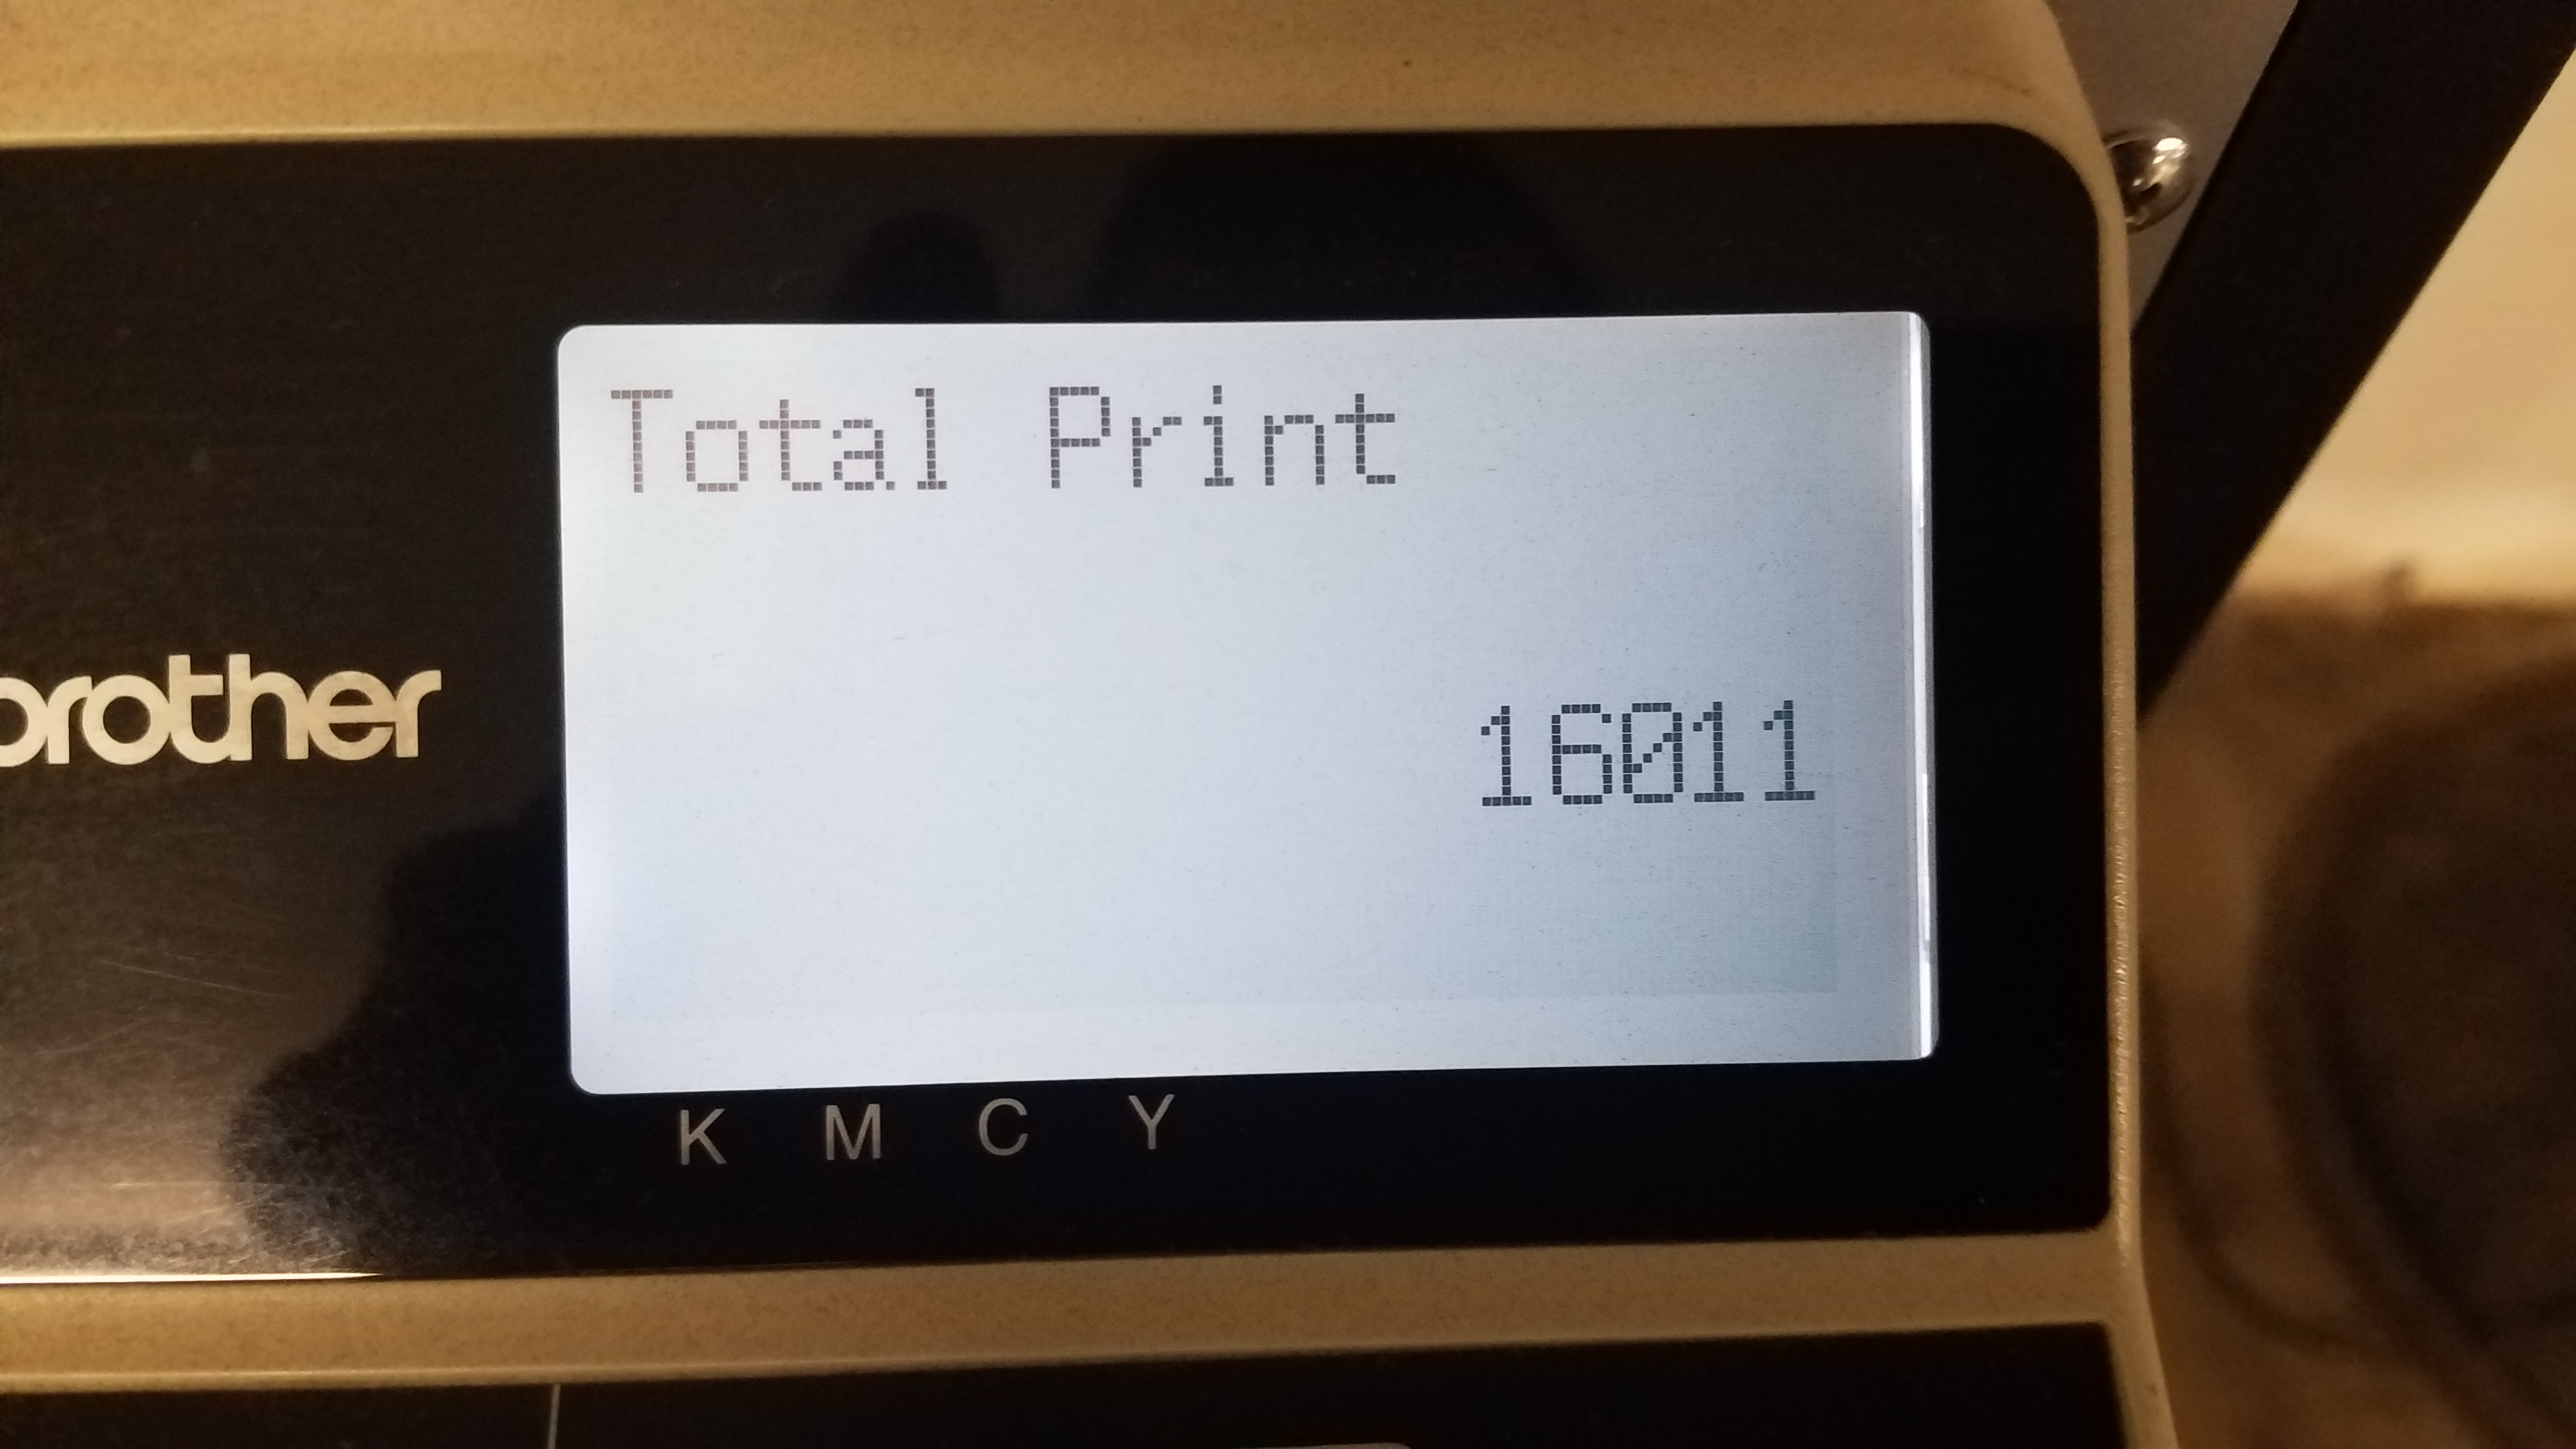 Total Print
16011
brother
K M C Y